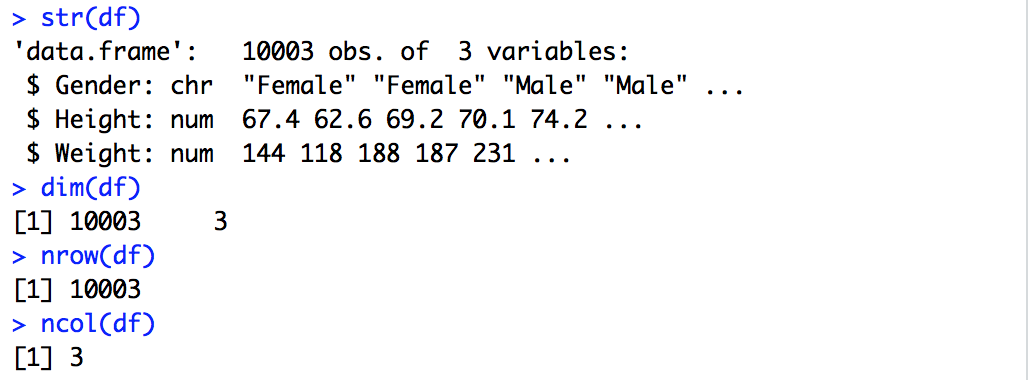 > str(df)
'data.frame':   10003 obs. of  3 variables:
 $ Gender: chr  "Female" "Female" "Male" "Male" ...
 $ Height: num  67.4 62.6 69.2 70.1 74.2 ...
 $ Weight: num  144 118 188 187 231 ...
> dim(df)
[1] 10003     3
> nrow(df)
[1] 10003
> ncol(df)
[1] 3